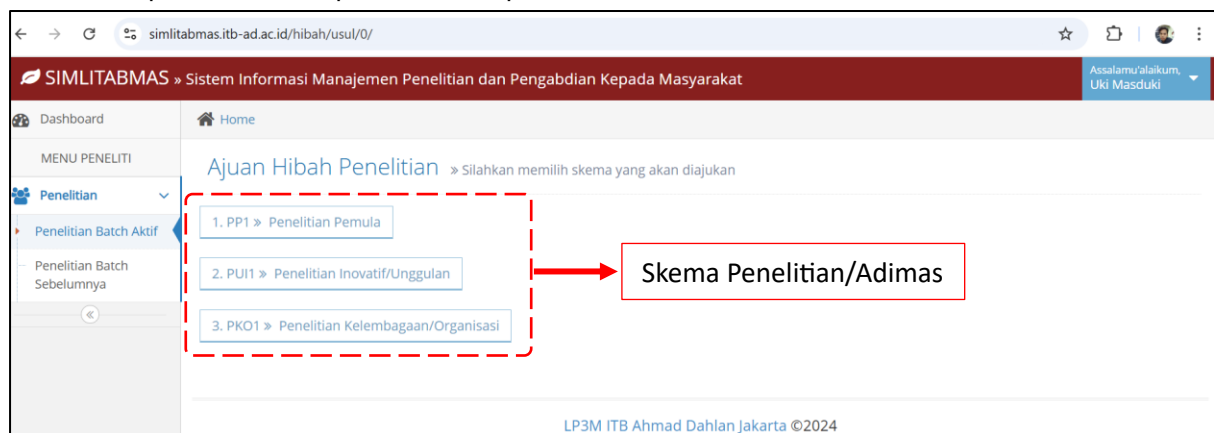 simlitabmas.itb-ad.ac.id/hibah/usul/0/
SIMLITABMAS » Sistem Informasi Manajemen Penelitian dan Pengabdian Kepada Masyarakat
Assalamu'alaikum,
Uki Masduki
Dashboard
Home
MENU PENELITI
Ajuan Hibah Penelitian » Silahkan memilih skema yang akan diajukan
Penelitian
Penelitian Batch Aktif
Penelitian Batch
Sebelumnya
1. PP1 » Penelitian Pemula
2. PUI1 » Penelitian Inovatif/Unggulan
3. PKO1 » Penelitian Kelembagaan/Organisasi
Skema Penelitian/Adimas
LP3M ITB Ahmad Dahlan Jakarta ©2024